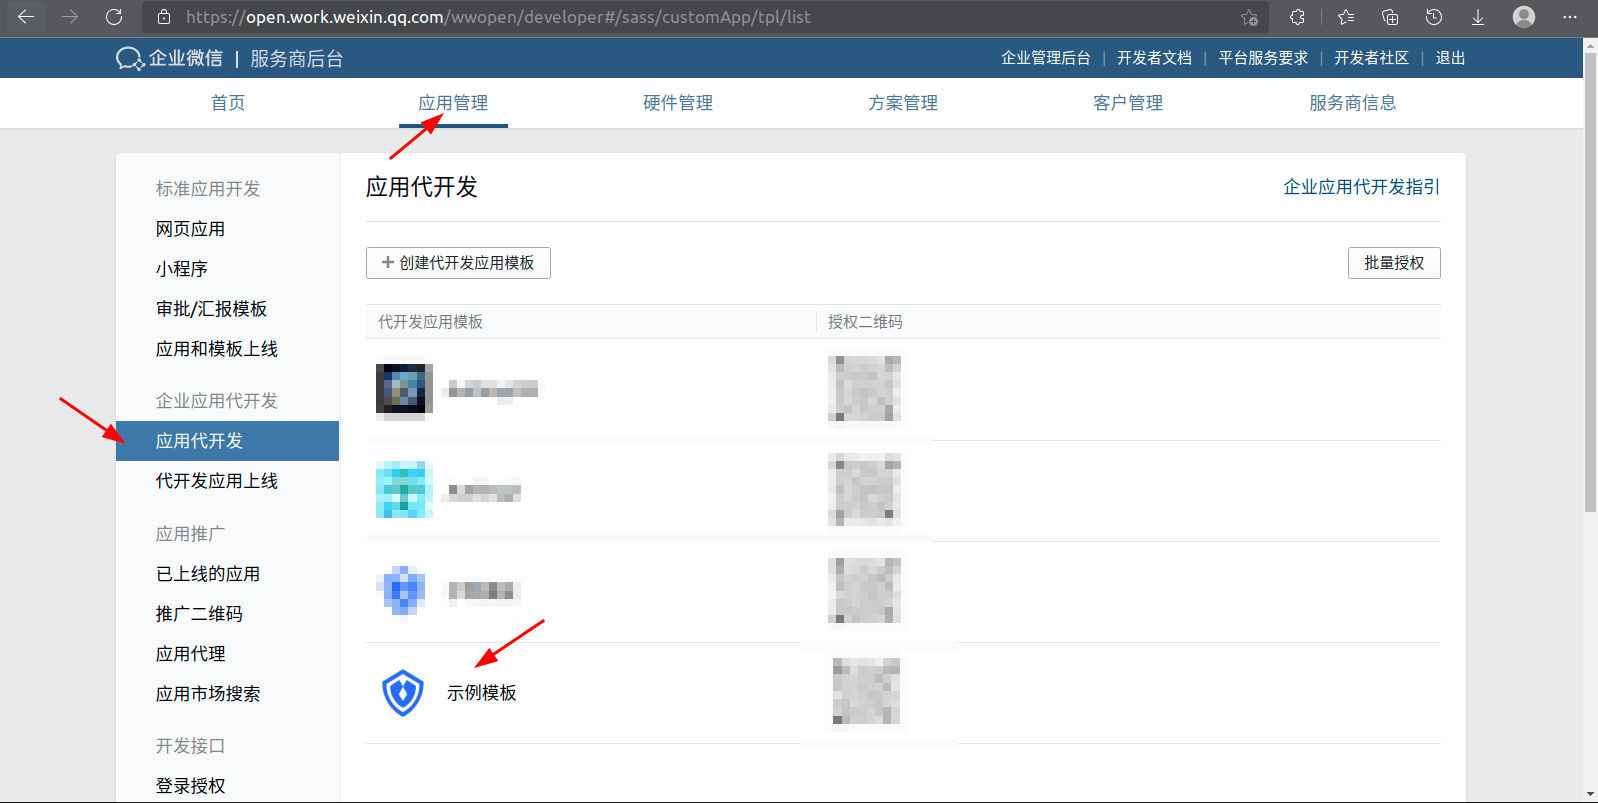 https://open.work.weixin.qq.com/wwopen/developer#/sass/customApp/tpl/list
企业微信 | 服务商后台
企业管理后台 | 开发者文档 | 平台服务要求 | 开发者社区 | 退出
首页 应用管理 硬件管理 方案管理 客户管理 服务商信息
标准应用开发
网页应用
小程序
审批/汇报模板
应用和模板上线
企业应用代开发
应用代开发
代开发应用上线
应用推广
已上线的应用
推广二维码
应用代理
应用市场搜索
开发接口
登录授权
应用代开发
企业应用代开发指引
+ 创建代开发应用模板
批量授权
代开发应用模板 授权二维码
示例模板